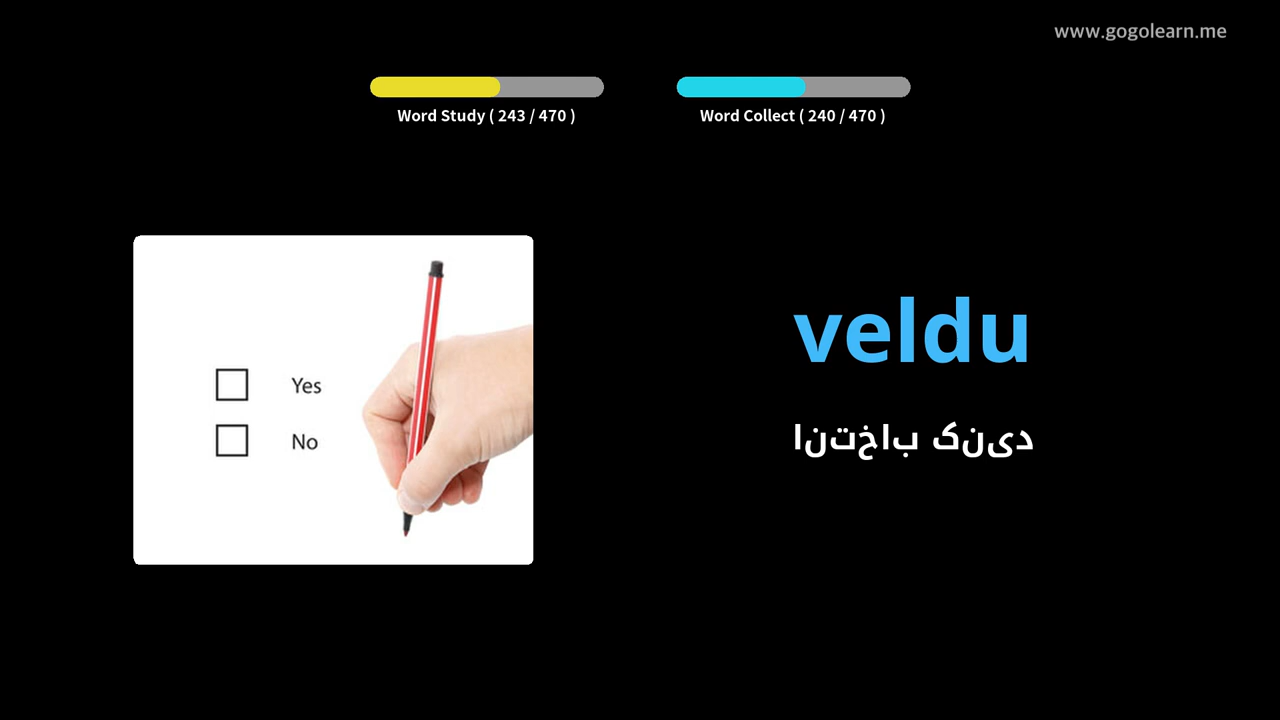 www.gogolearn.me
Word Study ( 243 / 470 )
Word Collect ( 240 / 470 )
Yes
No
veldu
انتخاب کنید